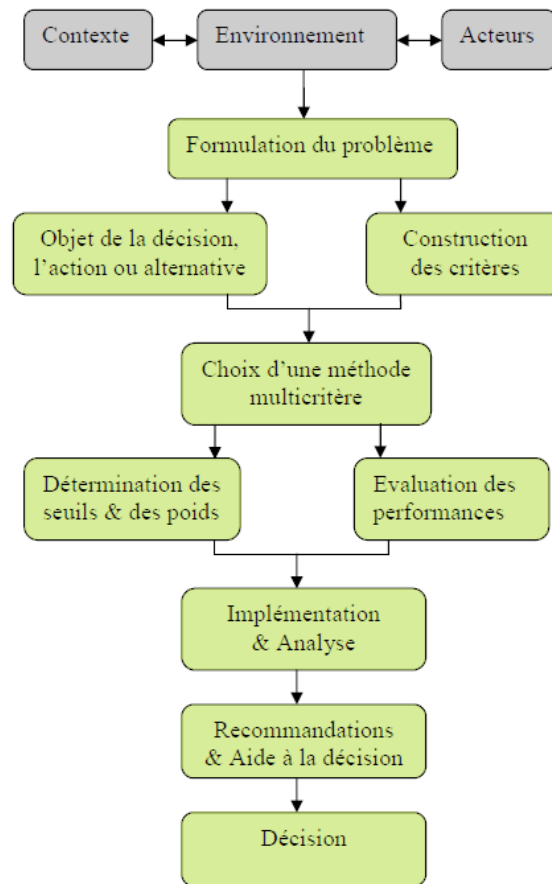 Contexte
Environnement
Acteurs
Formulation du problème
Objet de la décision,
l’action ou alternative
Construction
des critères
Choix d’une méthode
multicritère
Détermination des
seuils & des poids
Evaluation des
performances
Implémentation
& Analyse
Recommandations
& Aide à la décision
Décision